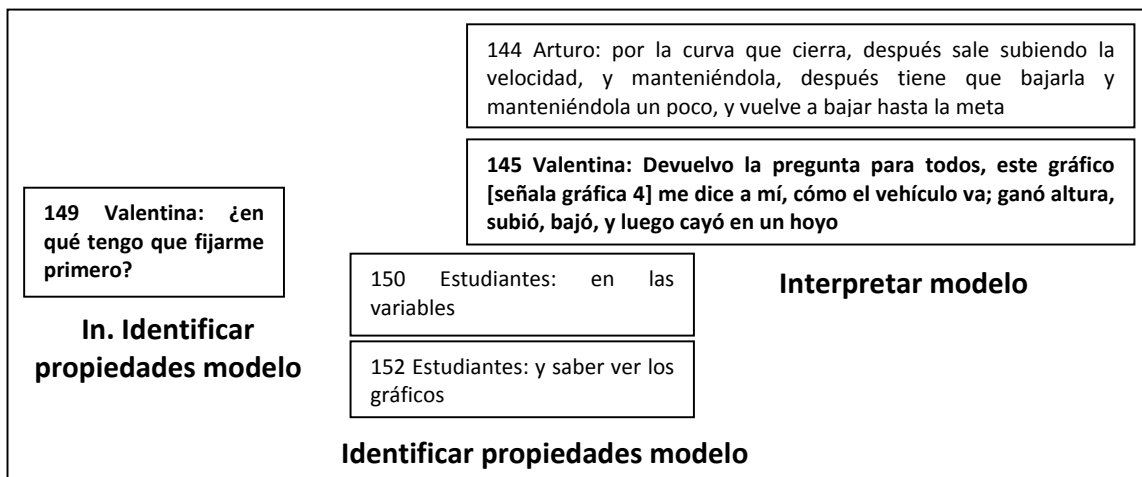 144 Arturo: por la curva que cierra, después sale subiendo la
velocidad, y manteniéndola, después tiene que bajarla y
manteniéndola un poco, y vuelve a bajar hasta la meta
145 Valentina: Devuelvo la pregunta para todos, este gráfico
[señala gráfica 4] me dice a mí, cómo el vehículo va; ganó altura,
subió, bajó, y luego cayó en un hoyo
149 Valentina: ¿en
qué tengo que fijarme
primero?
150 Estudiantes: en las
variables
Interpretar modelo
In. Identificar
propiedades modelo
152 Estudiantes: y saber ver los
gráficos
Identificar propiedades modelo